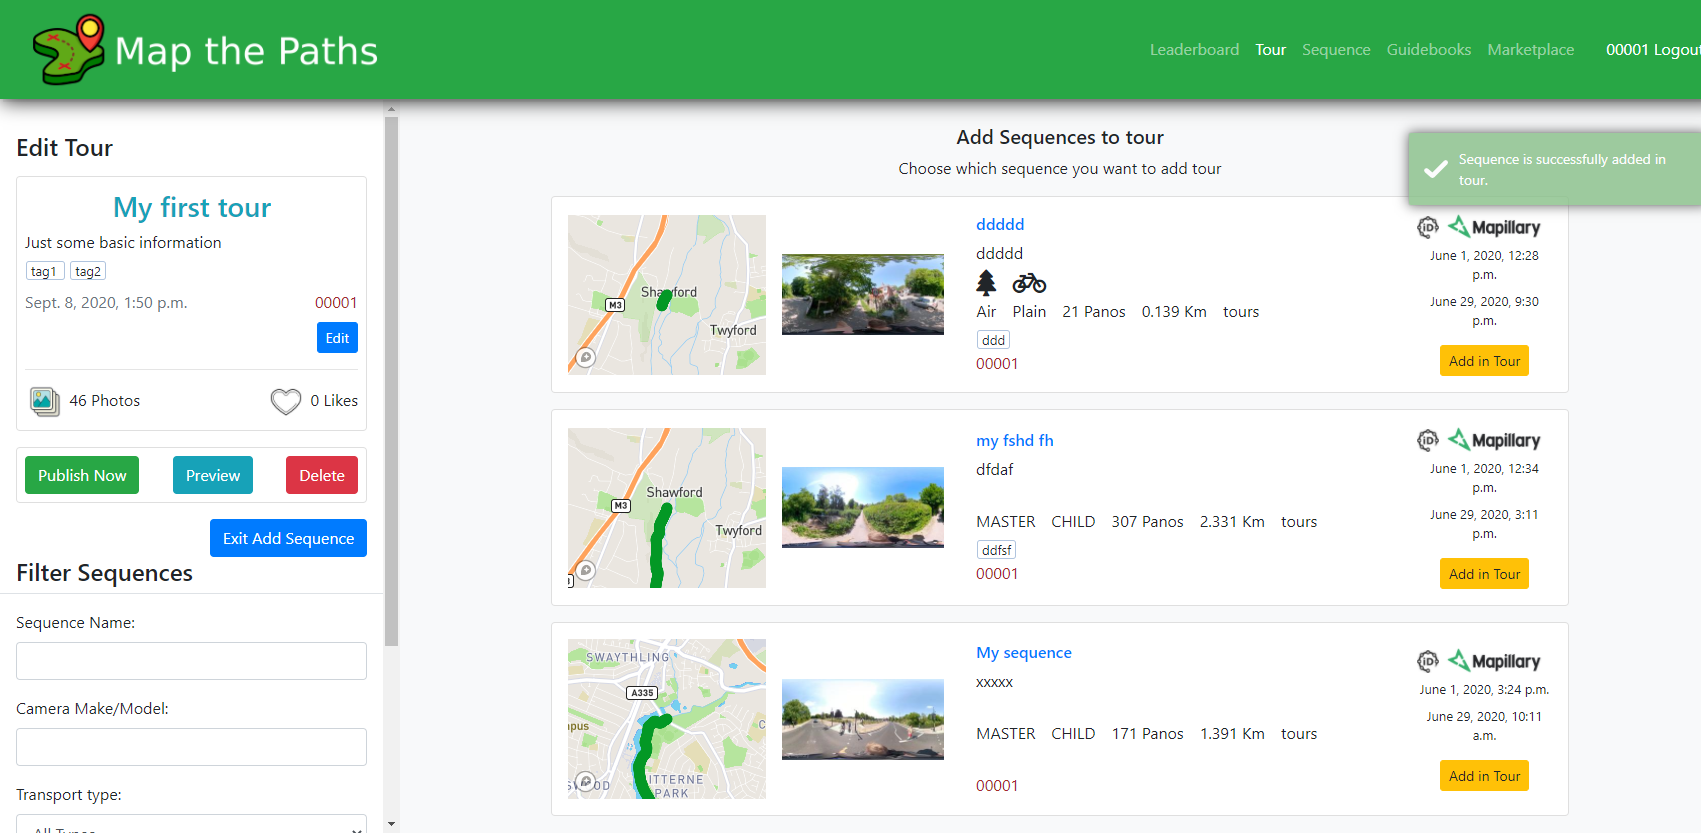 Map the Paths
Leaderboard Tour Sequence Guidebooks Marketplace 00001 Logout
Edit Tour
My first tour
Just some basic information
tag1 tag2
Sept. 8, 2020, 1:50 p.m. 00001
Edit
46 Photos 0 Likes
Publish Now Preview Delete
Exit Add Sequence
Filter Sequences
Sequence Name:
Camera Make/Model:
Transport type:
All Types
Add Sequences to tour
Choose which sequence you want to add tour
Sequence is successfully added in
tour.
M3
Shawford
Twyford
ddddd
ddddd
Air Plain 21 Panos 0.139 Km tours
ddd
00001
iD Mapillary
June 1, 2020, 12:28
p.m.
June 29, 2020, 9:30
p.m.
Add in Tour
Shawford
M3
Twyford
my fshd fh
dfdaf
MASTER CHILD 307 Panos 2.331 Km tours
ddfsf
00001
iD Mapillary
June 1, 2020, 12:34
p.m.
June 29, 2020, 3:11
p.m.
Add in Tour
SWAYTHLING
A335
PARK
My sequence
xxxxx
MASTER CHILD 171 Panos 1.391 Km tours
00001
iD Mapillary
June 1, 2020, 3:24 p.m.
June 29, 2020, 10:11
a.m.
Add in Tour